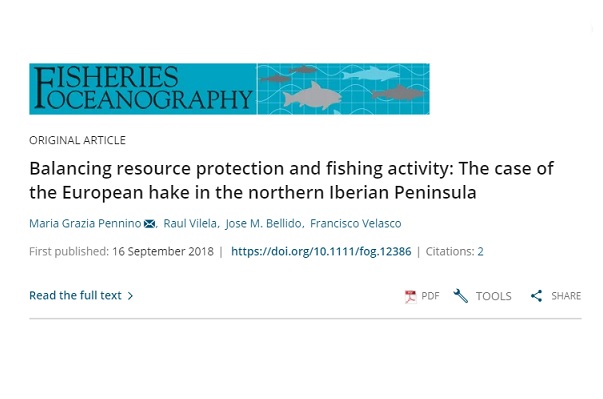 FISHERIES
OCEANOGRAPHY
ORIGINAL ARTICLE
Balancing resource protection and fishing activity: The case of
the European hake in the northern Iberian Peninsula
Maria Grazia Pennino, Raul Vilela, Jose M. Bellido, Francisco Velasco
First published: 16 September 2018 | https://doi.org/10.1111/fog.12386 | Citations: 2
Read the full text > PDF TOOLS SHARE